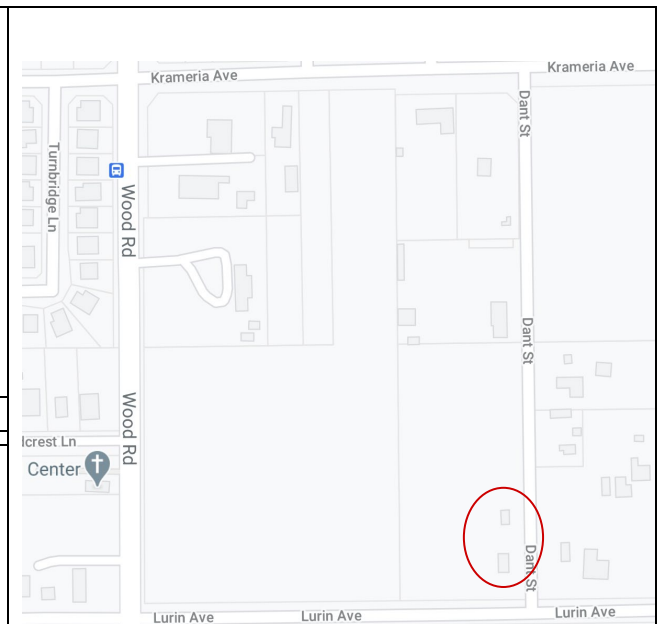 Krameria Ave
Krameria Ave
Dant St
Turnbridge Ln
Wood Rd
Dant St
Wood Rd
lcrest Ln
Center
Dant St
Lurin Ave
Lurin Ave
Lurin Ave